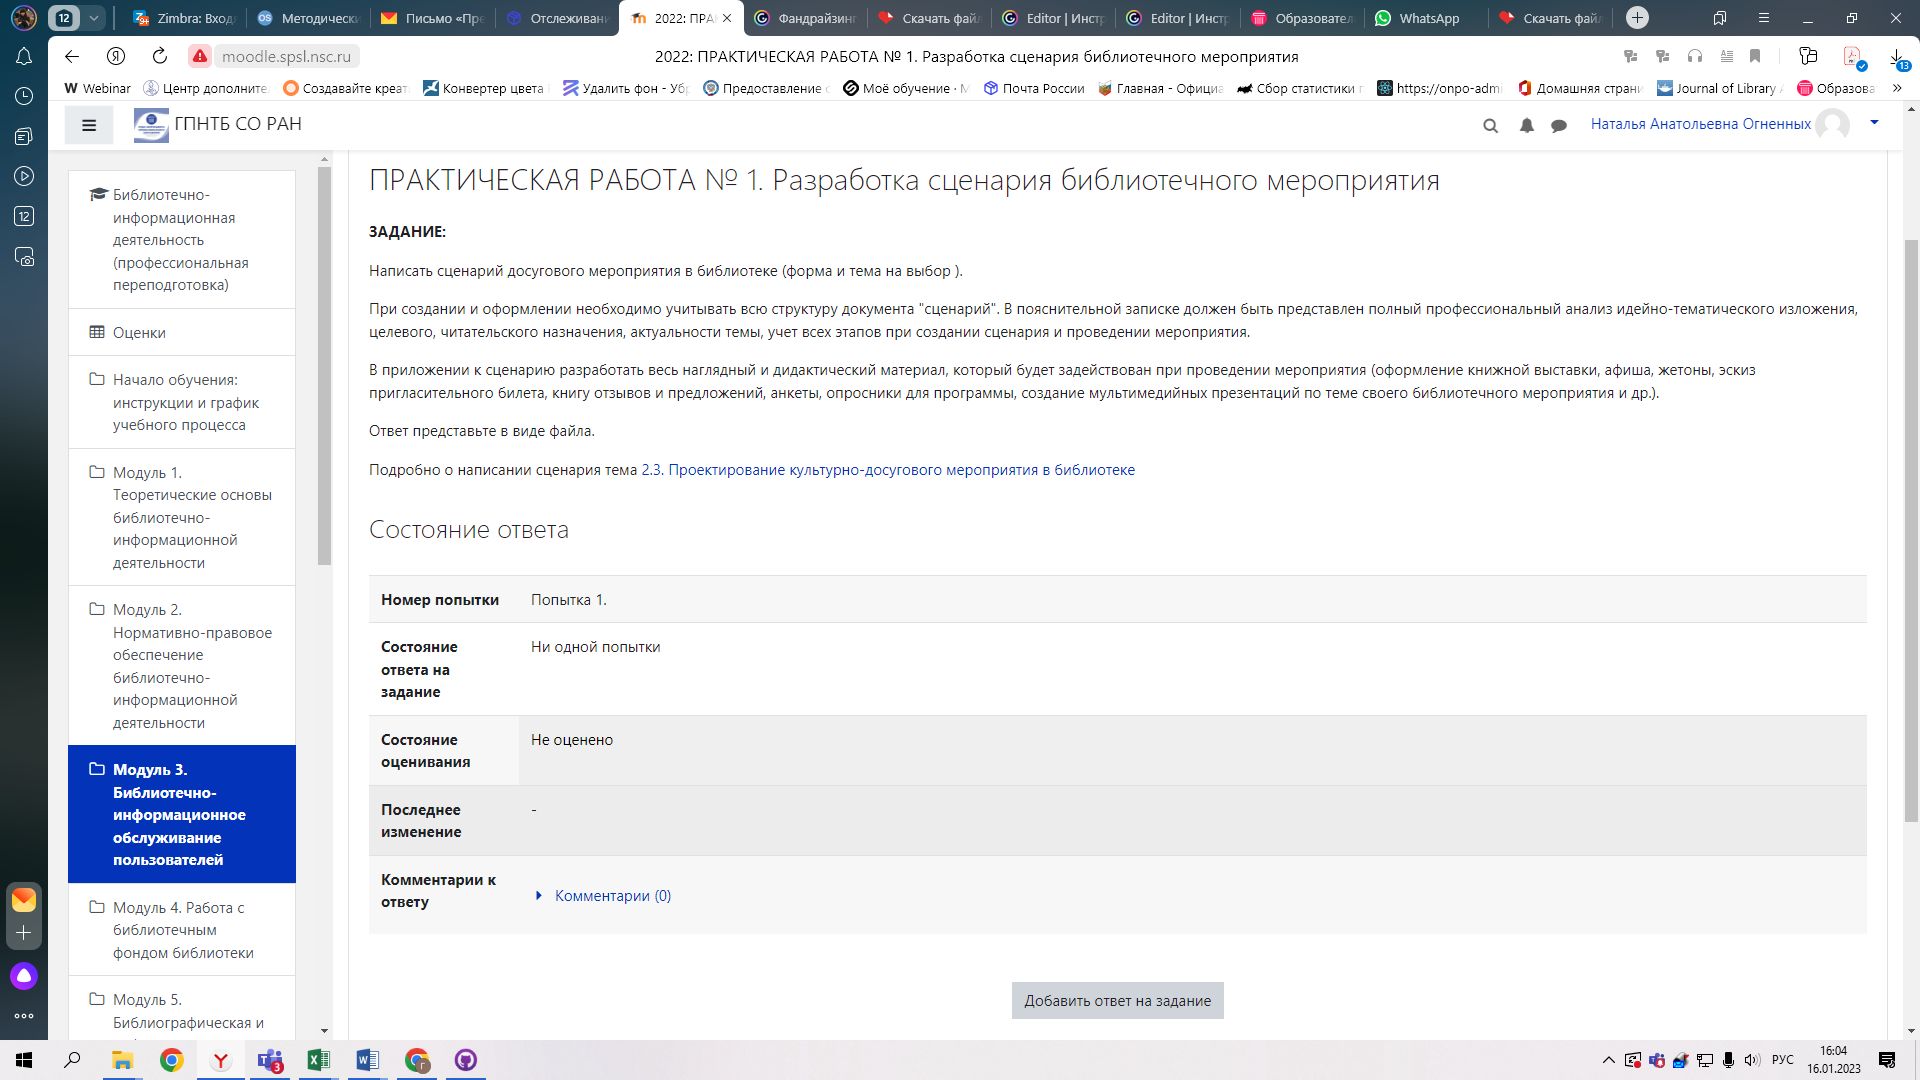 12
Zimbra: Вход
Методически
Письмо «Пре
Отслеживани
2022: ПРАК
Фандрайзинг
Скачать файл
Editor | Инстр
Editor | Инстр
Образовател
WhatsApp
Скачать файл
moodle.spsl.nsc.ru
2022: ПРАКТИЧЕСКАЯ РАБОТА № 1. Разработка сценария библиотечного мероприятия
13
Webinar
Центр дополните
Создавайте креат
Конвертер цвета
Удалить фон - Уб
Предоставление
Моё обучение ·
Почта России
Главная - Официа
Сбор статистики
https://onpo-adm
Домашняя страни
Journal of Library
Образова
ГПНТБ СО РАН
Наталья Анатольевна Огненных
12
Библиотечно-
информационная
деятельность
(профессиональная
переподготовка)
Оценки
Начало обучения:
инструкции и график
учебного процесса
Модуль 1.
Теоретические основы
библиотечно-
информационной
деятельности
Модуль 2.
Нормативно-правовое
обеспечение
библиотечно-
информационной
деятельности
Модуль 3.
Библиотечно-
информационное
обслуживание
пользователей
Модуль 4. Работа с
библиотечным
фондом библиотеки
Модуль 5.
Библиографическая и
ПРАКТИЧЕСКАЯ РАБОТА № 1. Разработка сценария библиотечного мероприятия
ЗАДАНИЕ:
Написать сценарий досугового мероприятия в библиотеке (форма и тема на выбор ).
При создании и оформлении необходимо учитывать всю структуру документа "сценарий". В пояснительной записке должен быть представлен полный профессиональный анализ идейно-тематического изложения,
целевого, читательского назначения, актуальности темы, учет всех этапов при создании сценария и проведении мероприятия.
В приложении к сценарию разработать весь наглядный и дидактический материал, который будет задействован при проведении мероприятия (оформление книжной выставки, афиша, жетоны, эскиз
пригласительного билета, книгу отзывов и предложений, анкеты, опросники для программы, создание мультимедийных презентаций по теме своего библиотечного мероприятия и др.).
Ответ представьте в виде файла.
Подробно о написании сценария тема 2.3. Проектирование культурно-досугового мероприятия в библиотеке
Состояние ответа
Номер попытки
Попытка 1.
Состояние
ответа на
задание
Ни одной попытки
Состояние
оценивания
Не оценено
Последнее
изменение
-
Комментарии к
ответу
Комментарии (0)
Добавить ответ на задание
3
РУС
16:04
16.01.2023